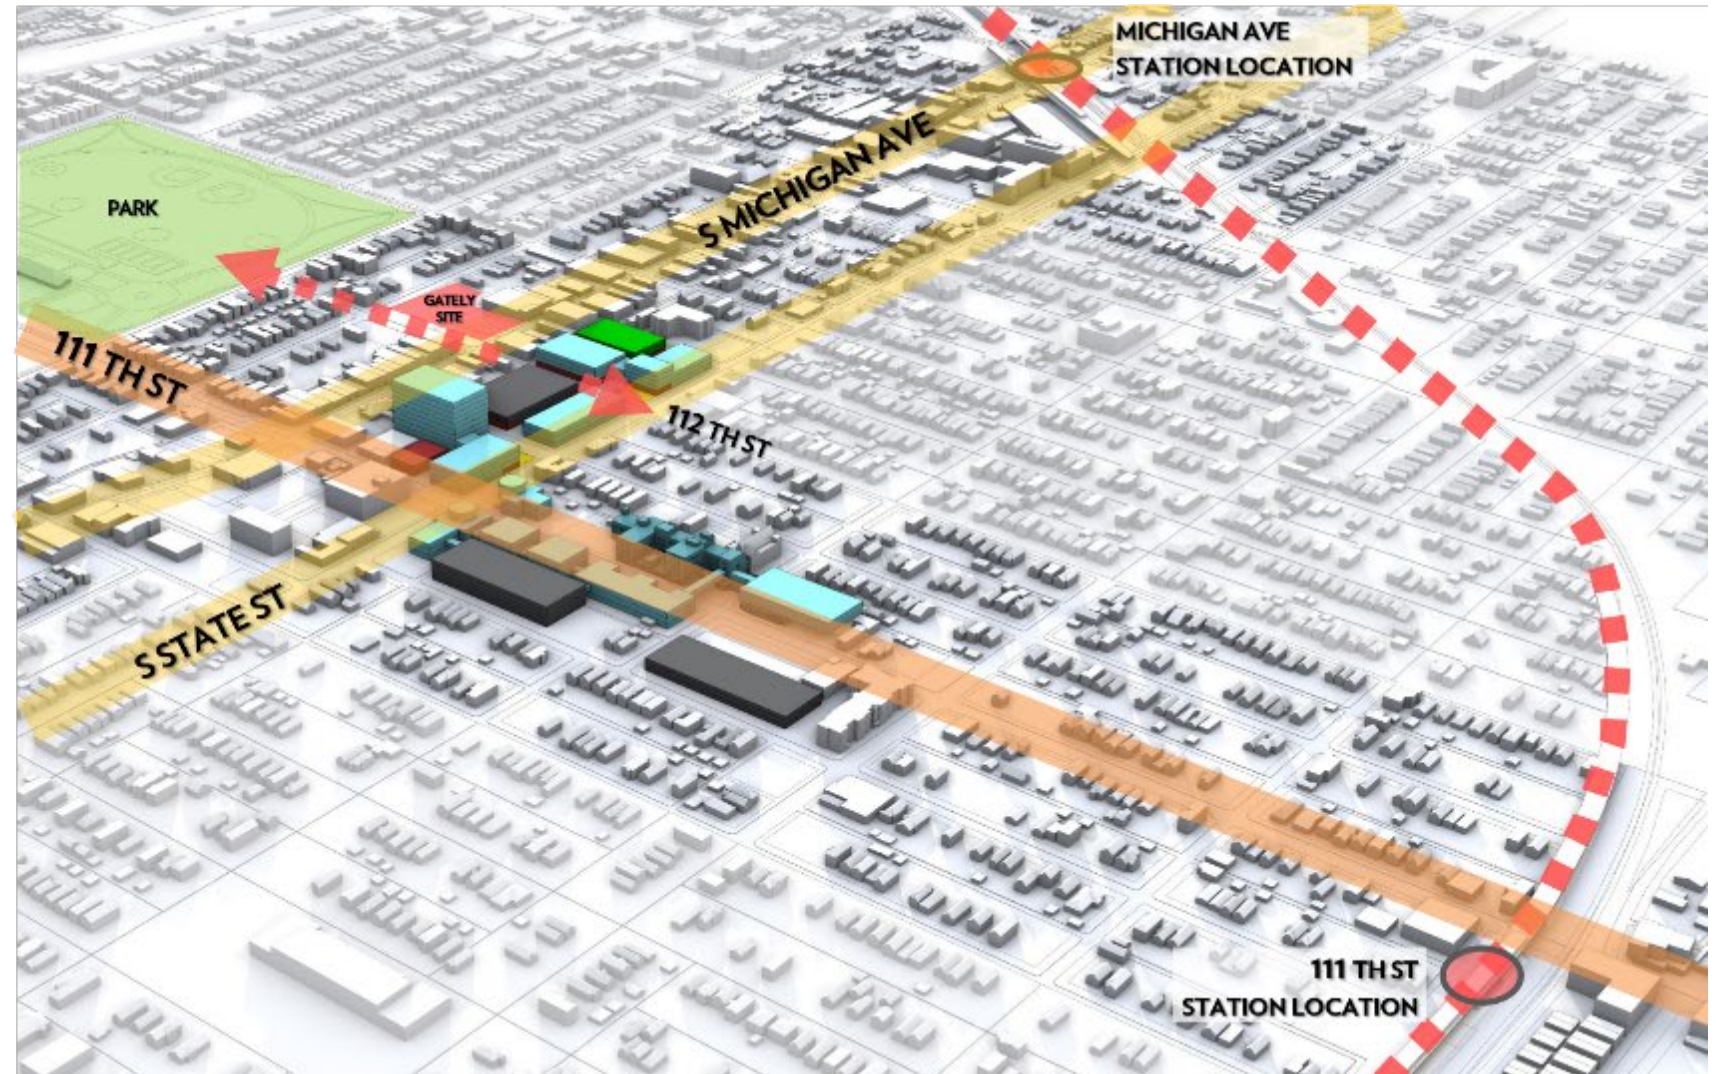 MICHIGAN AVE
STATION LOCATION
S MICHIGAN AVE
PARK
GATELY
SITE
111 TH ST
112 TH ST
S STATE ST
111 TH ST
STATION LOCATION